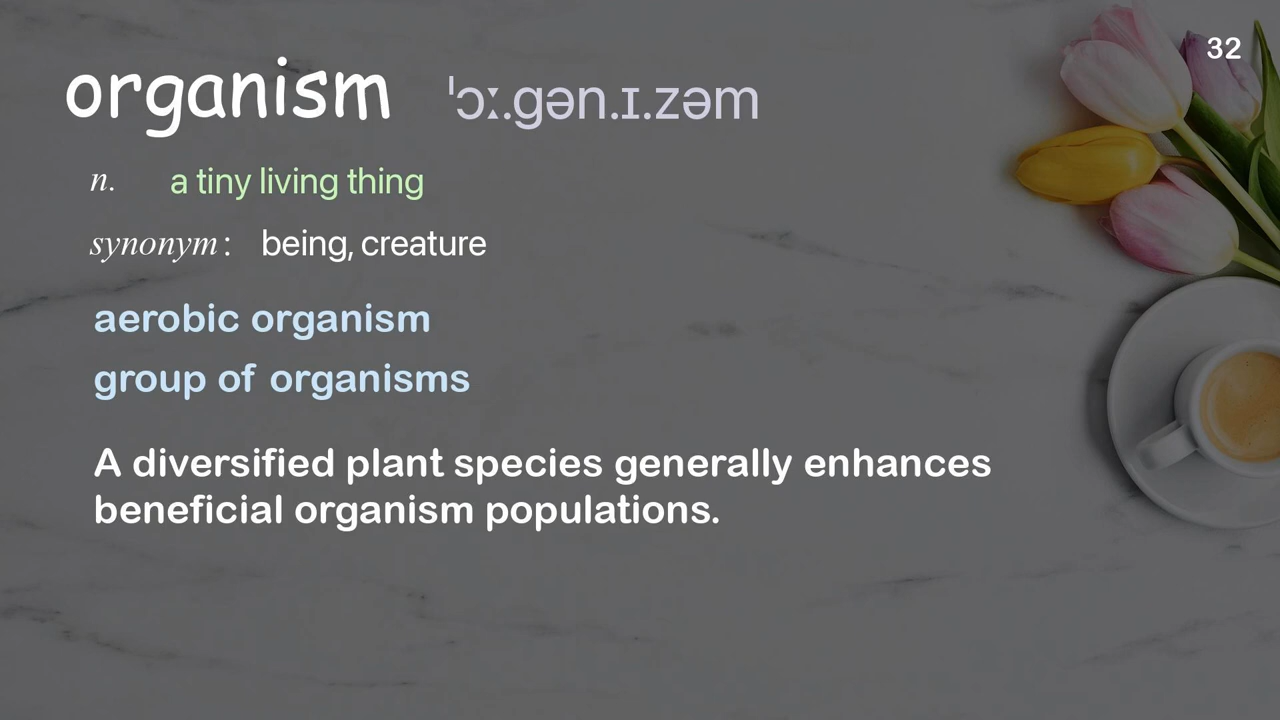 32
organism ˈɔː.gən.ɪ.zəm
n. a tiny living thing
synonym: being, creature
aerobic organism
group of organisms
A diversified plant species generally enhances
beneficial organism populations.